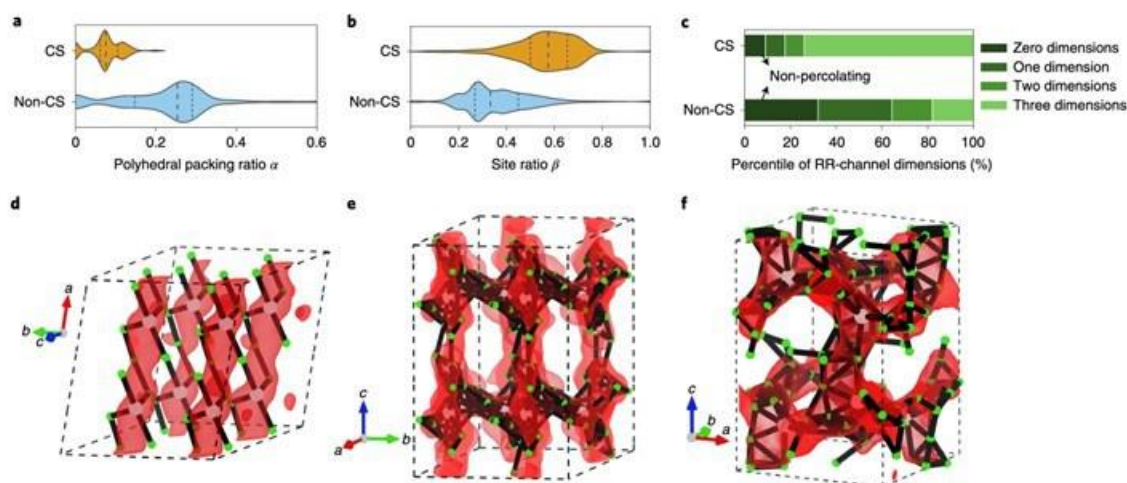 a
CS
Non-CS
0 0.2 0.4 0.6
Polyhedral packing ratio α
b
CS
Non-CS
0 0.2 0.4 0.6 0.8 1.0
Site ratio β
c
CS
Non-percolating
Non-CS
0 20 40 60 80 100
Percentile of RR-channel dimensions (%)
Zero dimensions
One dimension
Two dimensions
Three dimensions
d
a
b
c
e
c
b
a
f
c
b
a